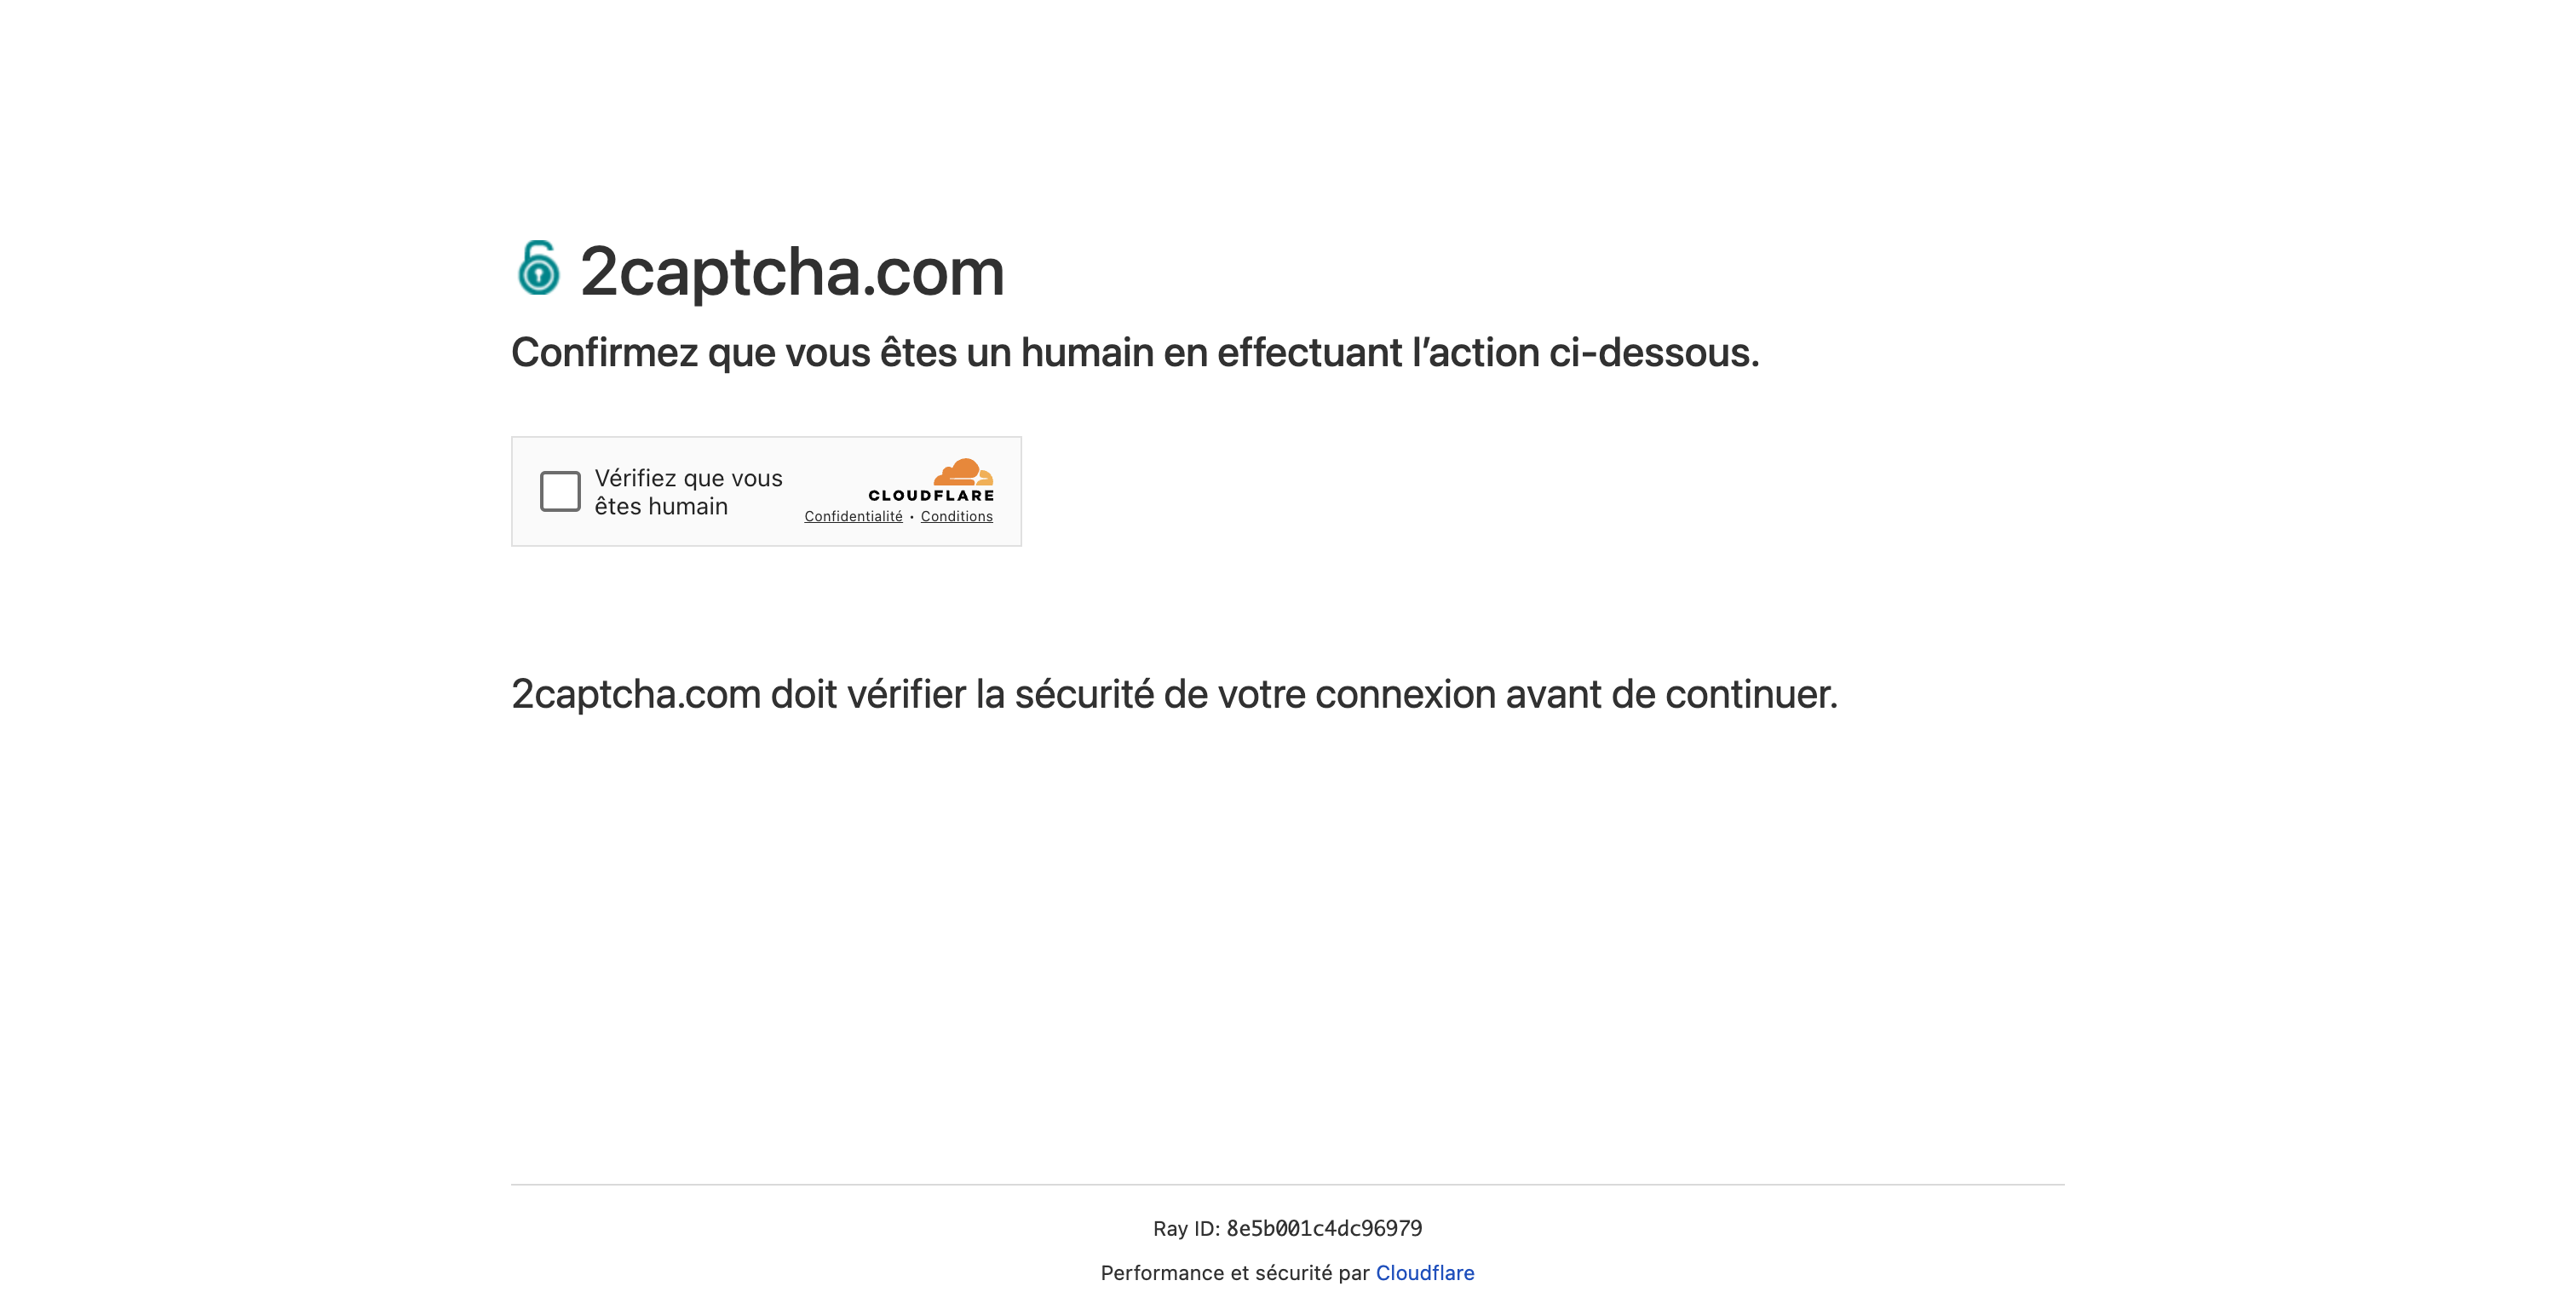 2captcha.com
Confirmez que vous êtes un humain en effectuant l’action ci-dessous.
Vérifiez que vous
êtes humain
CLOUDFLARE
Confidentialité • Conditions
2captcha.com doit vérifier la sécurité de votre connexion avant de continuer.
Ray ID: 8e5b001c4dc96979
Performance et sécurité par Cloudflare